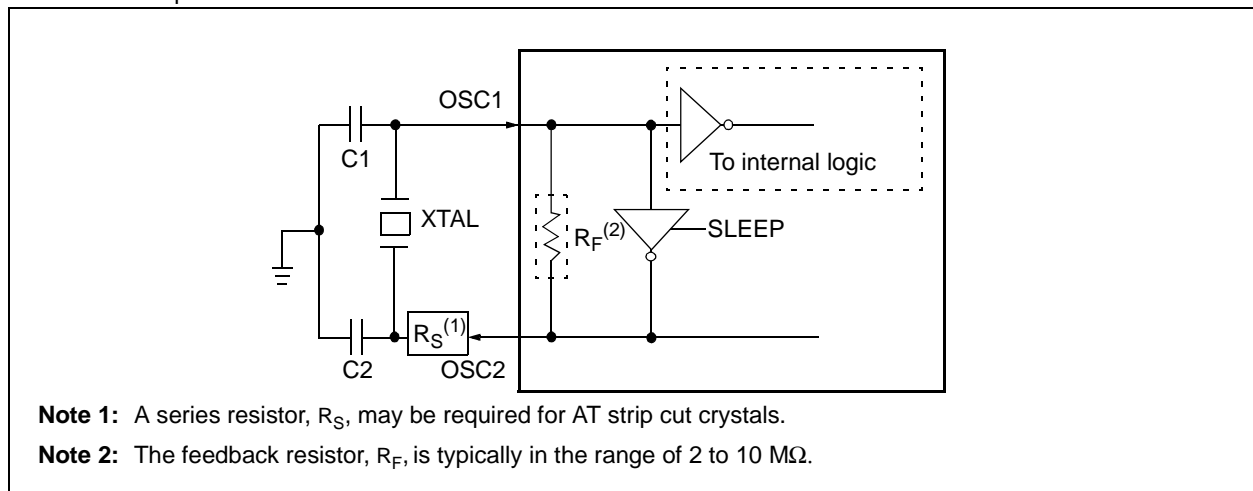 OSC1
C1
To internal logic
XTAL
R_F(2)
SLEEP
R_S(1)
C2
OSC2
Note 1: A series resistor, R_S, may be required for AT strip cut crystals.
Note 2: The feedback resistor, R_F, is typically in the range of 2 to 10 MΩ.